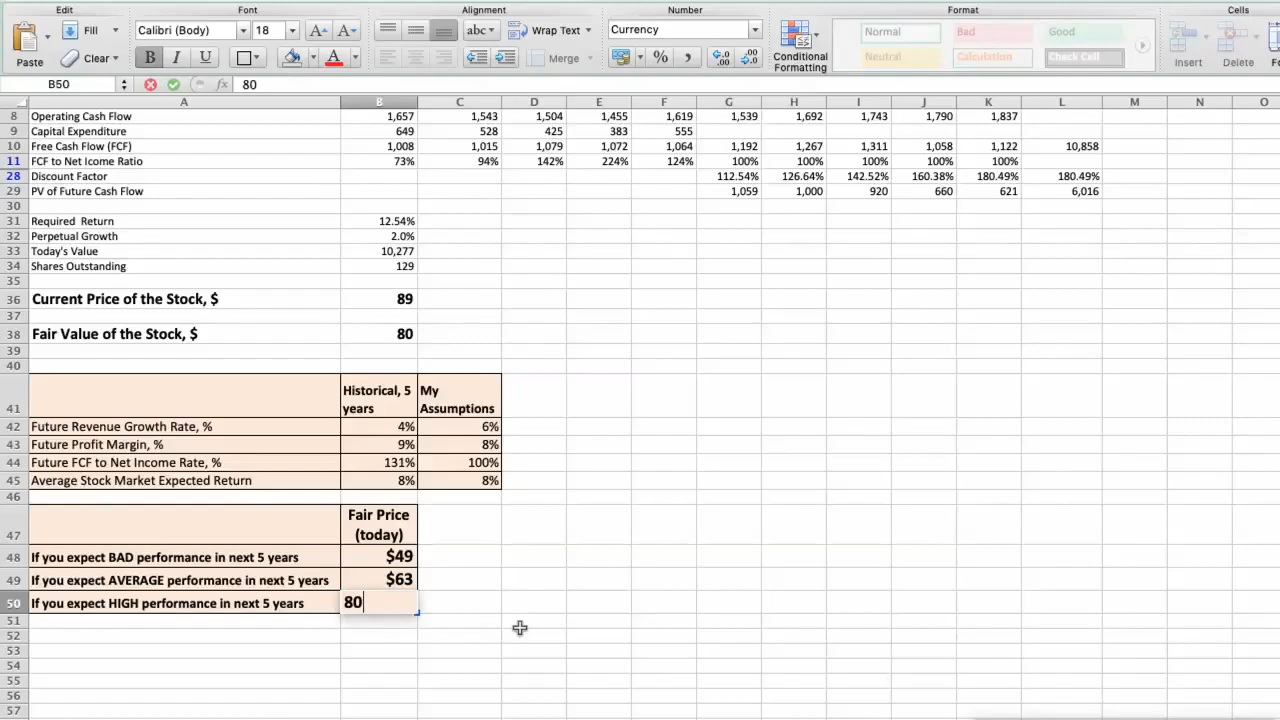 Edit Font Alignment Number Format Cells
Fill Calibri (Body) 18 A A abc Wrap Text Currency Normal Bad Good
Paste Clear B I U A Merge % , .0 .00 .00 .0 Conditional Formatting Neutral Calculation Check Cell Insert Delete Fo
B50 fx 80
A B C D E F G H I J K L M N O
8 Operating Cash Flow 1,657 1,543 1,504 1,455 1,619 1,539 1,692 1,743 1,790 1,837
9 Capital Expenditure 649 528 425 383 555
10 Free Cash Flow (FCF) 1,008 1,015 1,079 1,072 1,064 1,192 1,267 1,311 1,058 1,122 10,858
11 FCF to Net Icome Ratio 73% 94% 142% 224% 124% 100% 100% 100% 100% 100%
28 Discount Factor 112.54% 126.64% 142.52% 160.38% 180.49% 180.49%
29 PV of Future Cash Flow 1,059 1,000 920 660 621 6,016
30
31 Required Return 12.54%
32 Perpetual Growth 2.0%
33 Today's Value 10,277
34 Shares Outstanding 129
35
36 Current Price of the Stock, $ 89
37
38 Fair Value of the Stock, $ 80
39
40
41 Historical, 5 years My Assumptions
42 Future Revenue Growth Rate, % 4% 6%
43 Future Profit Margin, % 9% 8%
44 Future FCF to Net Income Rate, % 131% 100%
45 Average Stock Market Expected Return 8% 8%
46
47 Fair Price (today)
48 If you expect BAD performance in next 5 years $49
49 If you expect AVERAGE performance in next 5 years $63
50 If you expect HIGH performance in next 5 years 80
51
52
53
54
55
56
57